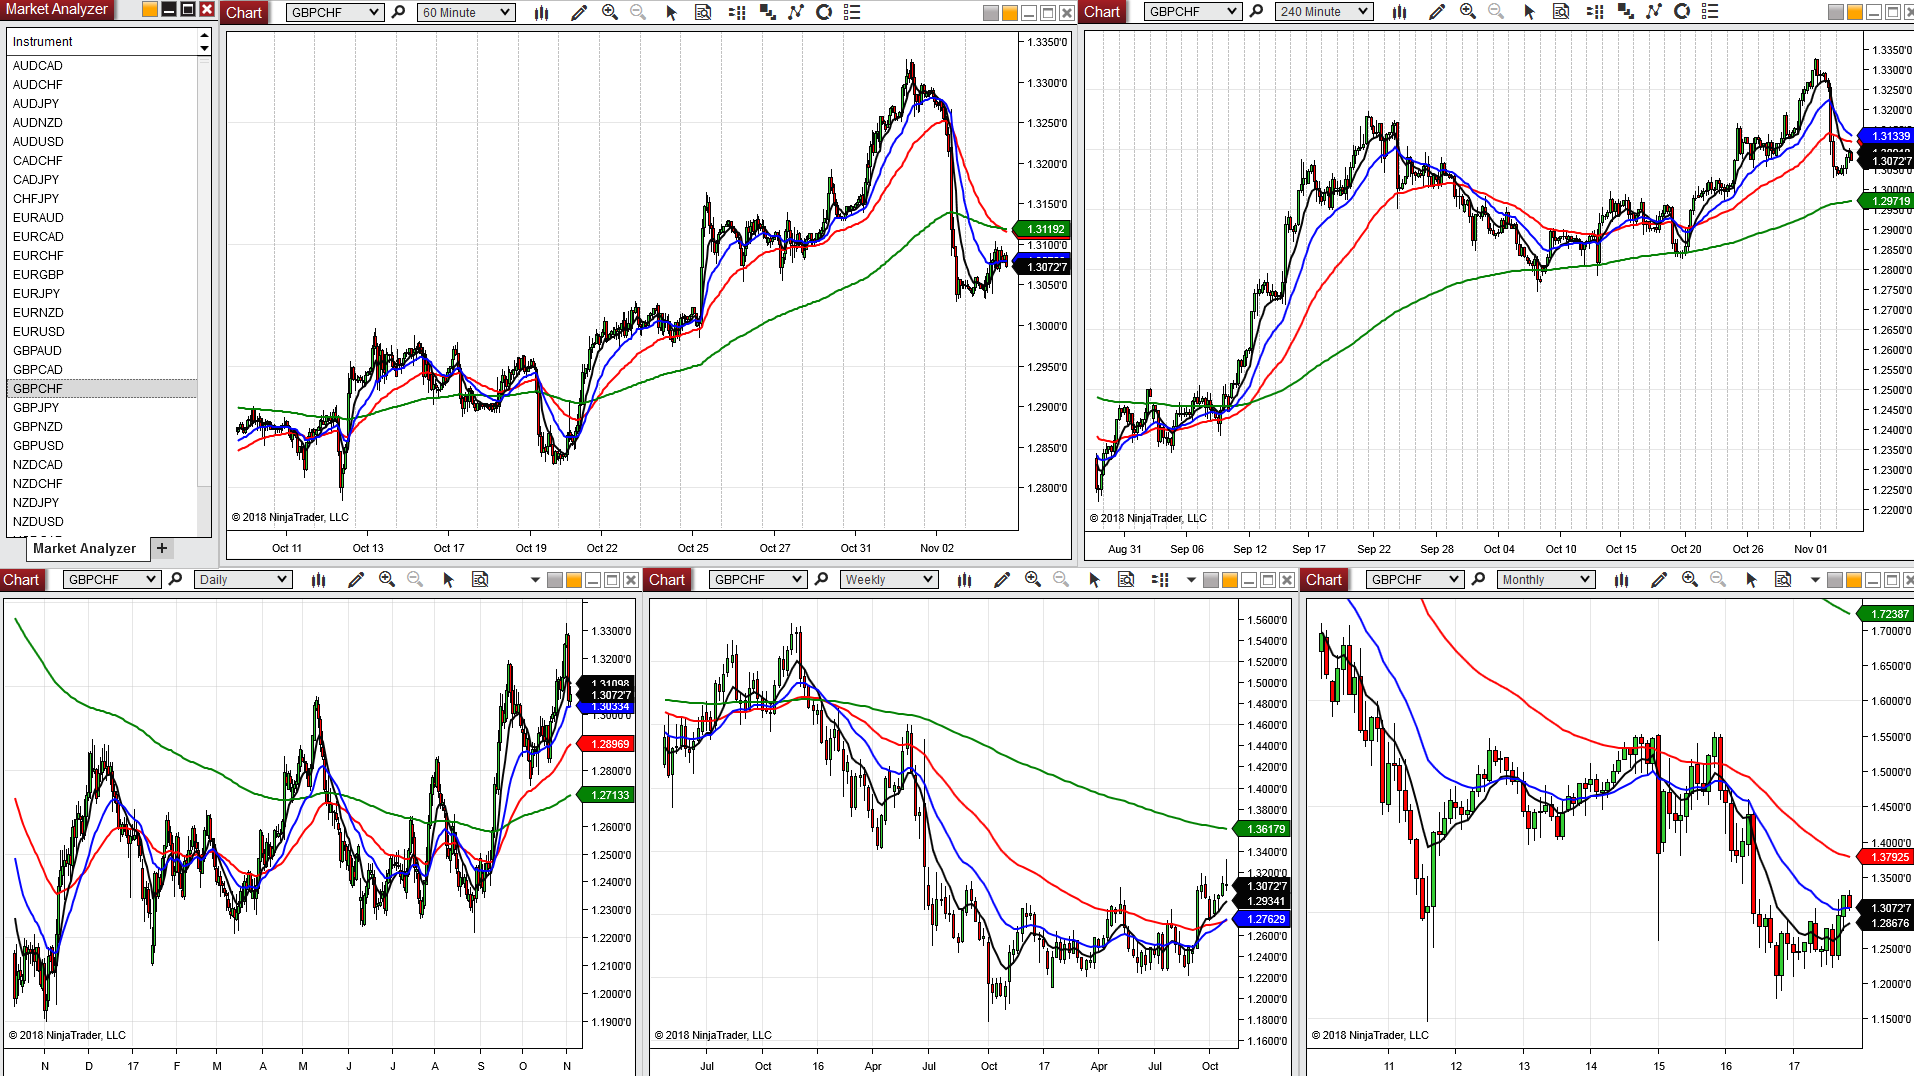 Market Analyzer
Instrument
AUDCAD
AUDCHF
AUDJPY
AUDNZD
AUDUSD
CADCHF
CADJPY
CHFJPY
EURAUD
EURCAD
EURCHF
EURGBP
EURJPY
EURNZD
EURUSD
GBPAUD
GBPCAD
GBPCHF
GBPJPY
GBPNZD
GBPUSD
NZDCAD
NZDCHF
NZDJPY
NZDUSD
Market Analyzer +
Chart GBPCHF 60 Minute
1.3350'0
1.3300'0
1.3250'0
1.3200'0
1.3150'0
1.31192
1.3100'0
1.3072'7
1.3050'0
1.3000'0
1.2950'0
1.2900'0
1.2850'0
1.2800'0
© 2018 NinjaTrader, LLC
Oct 11 Oct 13 Oct 17 Oct 19 Oct 22 Oct 25 Oct 27 Oct 31 Nov 02
Chart GBPCHF 240 Minute
1.3350'0
1.3300'0
1.3250'0
1.3200'0
1.31339
1.3072'7
1.3000'0
1.29719
1.2950'0
1.2900'0
1.2850'0
1.2800'0
1.2750'0
1.2700'0
1.2650'0
1.2600'0
1.2550'0
1.2500'0
1.2450'0
1.2400'0
1.2350'0
1.2300'0
1.2250'0
1.2200'0
© 2018 NinjaTrader, LLC
Aug 31 Sep 06 Sep 12 Sep 17 Sep 22 Sep 28 Oct 04 Oct 10 Oct 15 Oct 20 Oct 26 Nov 01
Chart GBPCHF Daily
1.3300'0
1.3200'0
1.31098
1.3072'7
1.30334
1.3000'0
1.28969
1.2800'0
1.27133
1.2600'0
1.2500'0
1.2400'0
1.2300'0
1.2200'0
1.2100'0
1.2000'0
1.1900'0
© 2018 NinjaTrader, LLC
N D 17 F M A M J J A S O N
Chart GBPCHF Weekly
1.5600'0
1.5400'0
1.5200'0
1.5000'0
1.4800'0
1.4600'0
1.4400'0
1.4200'0
1.4000'0
1.3800'0
1.36179
1.3400'0
1.3200'0
1.3072'7
1.29341
1.27629
1.2600'0
1.2400'0
1.2200'0
1.2000'0
1.1800'0
1.1600'0
© 2018 NinjaTrader, LLC
Jul Oct 16 Apr Jul Oct 17 Apr Jul Oct
Chart GBPCHF Monthly
1.72387
1.7000'0
1.6500'0
1.6000'0
1.5500'0
1.5000'0
1.4500'0
1.4000'0
1.37925
1.3500'0
1.3072'7
1.28676
1.2500'0
1.2000'0
1.1500'0
© 2018 NinjaTrader, LLC
11 12 13 14 15 16 17